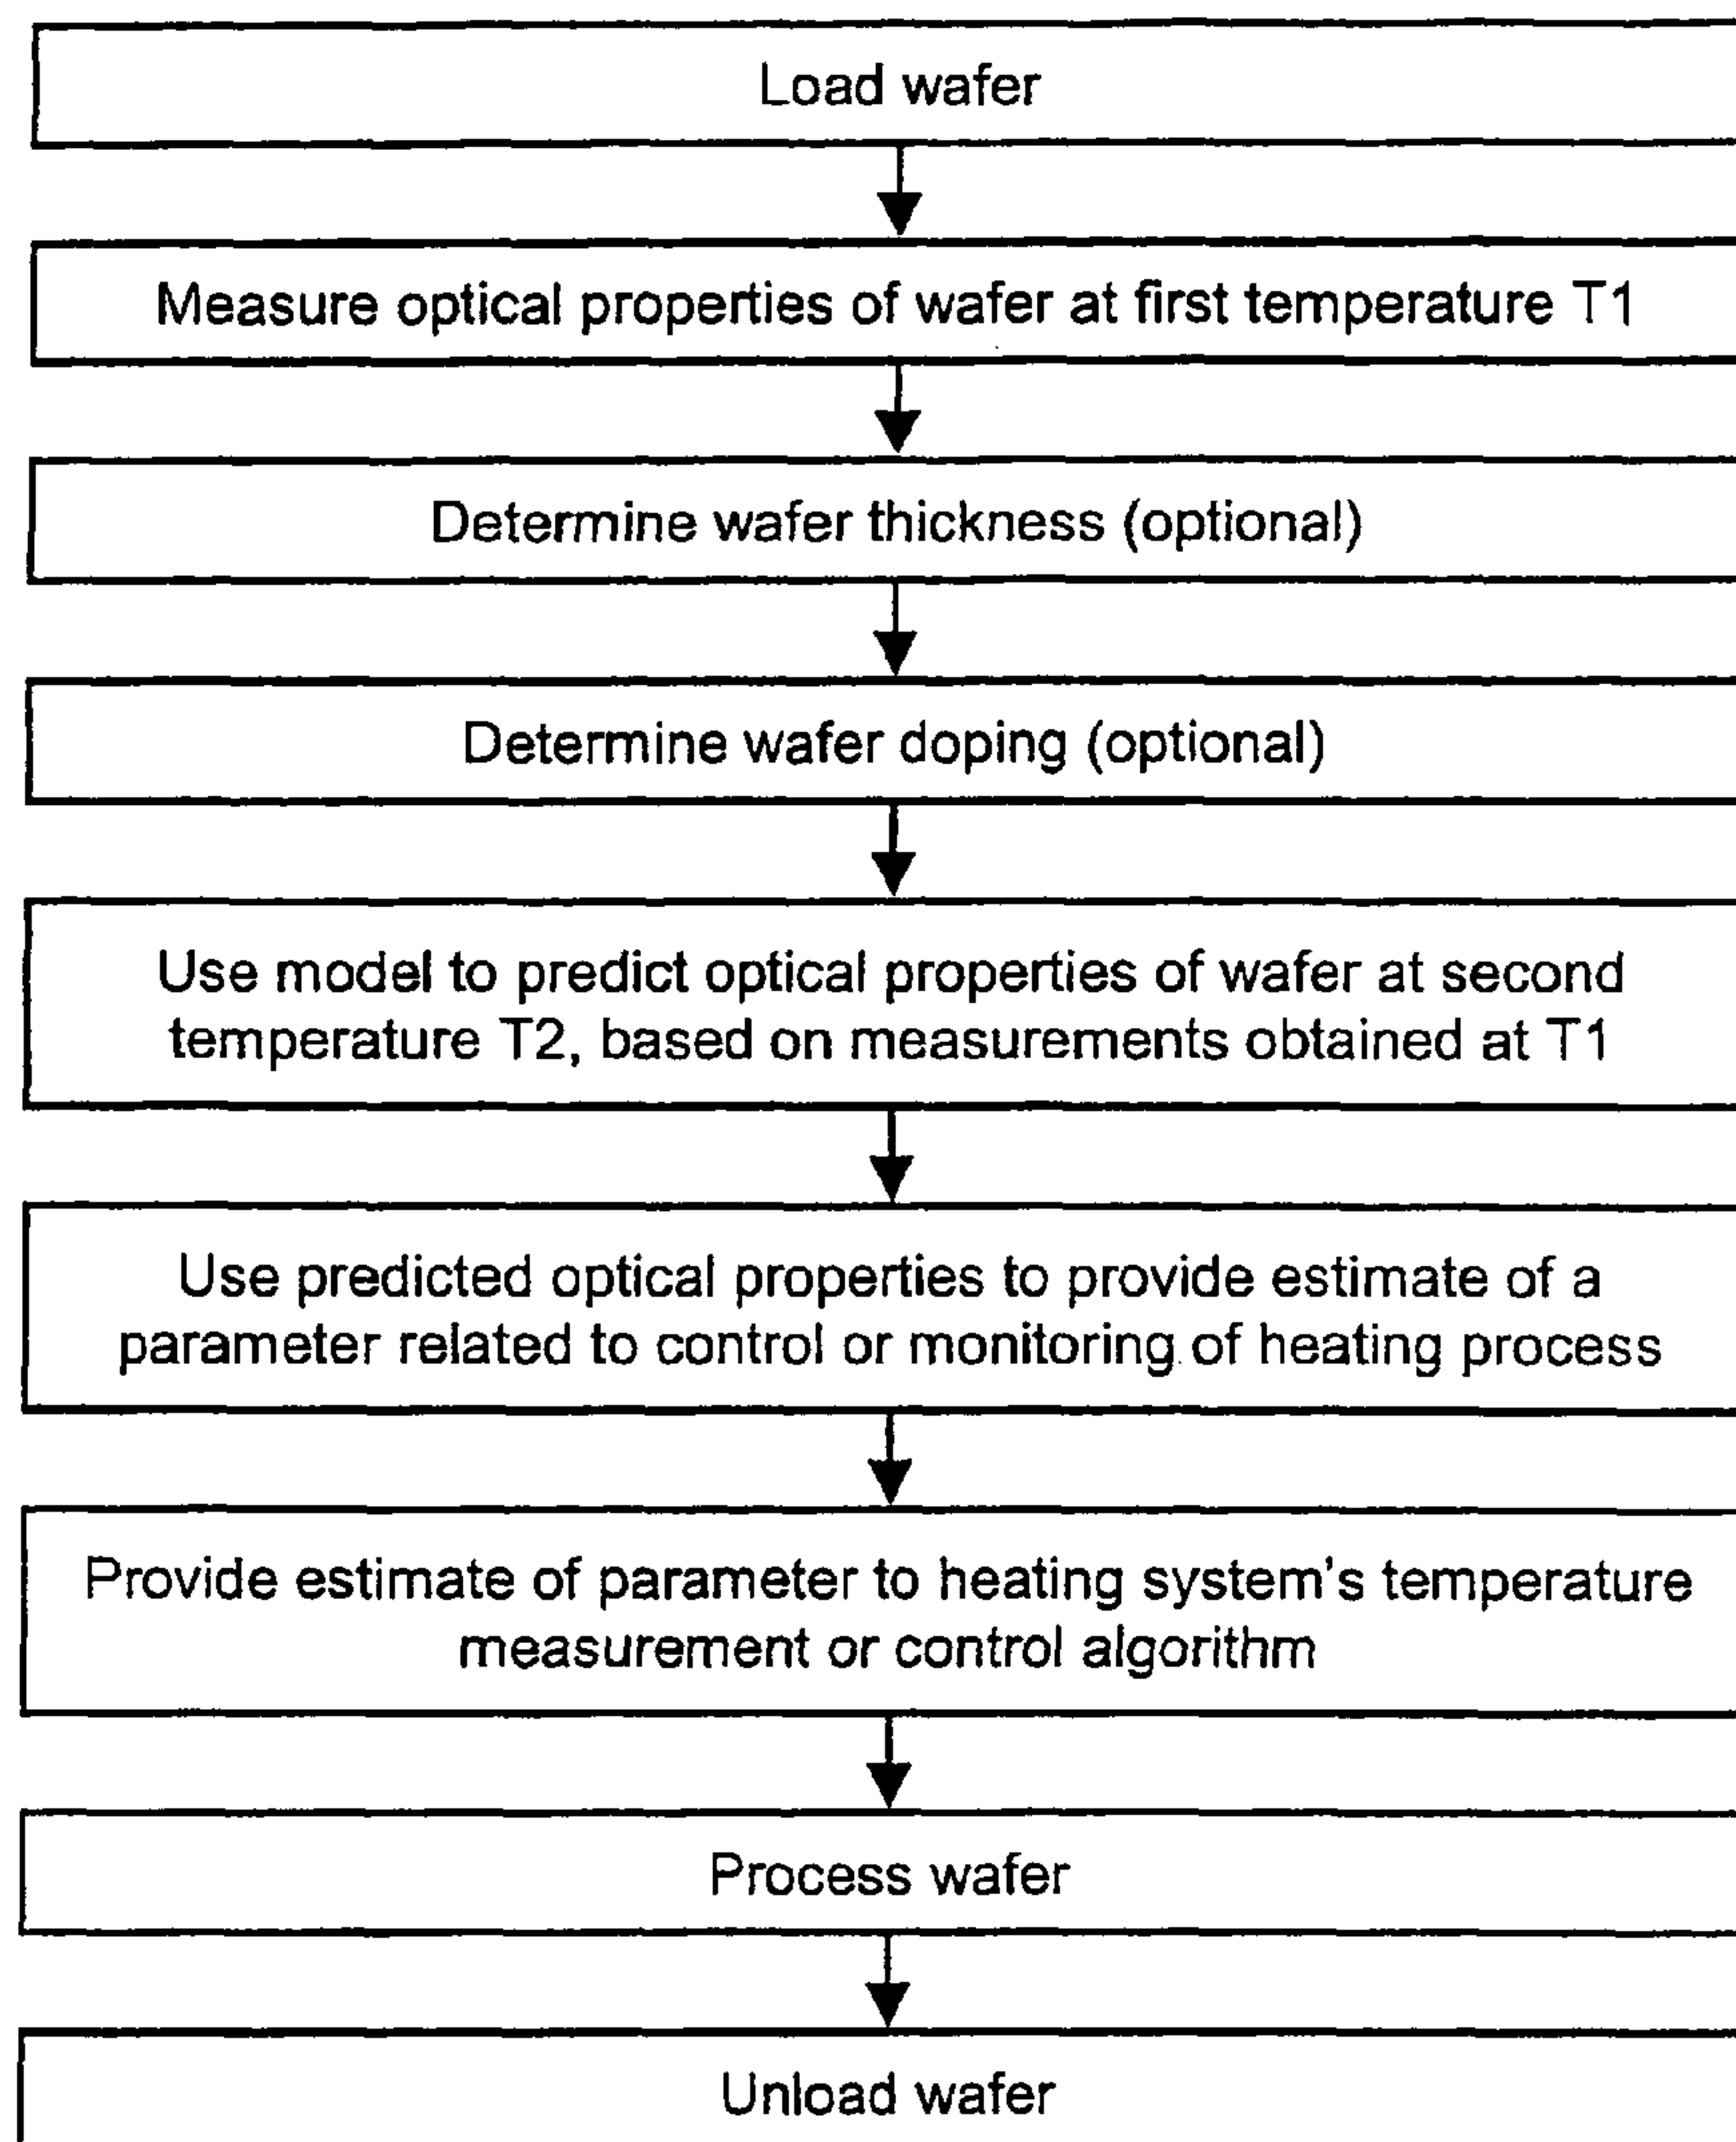 Load wafer
Measure optical properties of wafer at first temperature T1
Determine wafer thickness (optional)
Determine wafer doping (optional)
Use model to predict optical properties of wafer at second
temperature T2, based on measurements obtained at T1
Use predicted optical properties to provide estimate of a
parameter related to control or monitoring of heating process
Provide estimate of parameter to heating system's temperature
measurement or control algorithm
Process wafer
Unload wafer